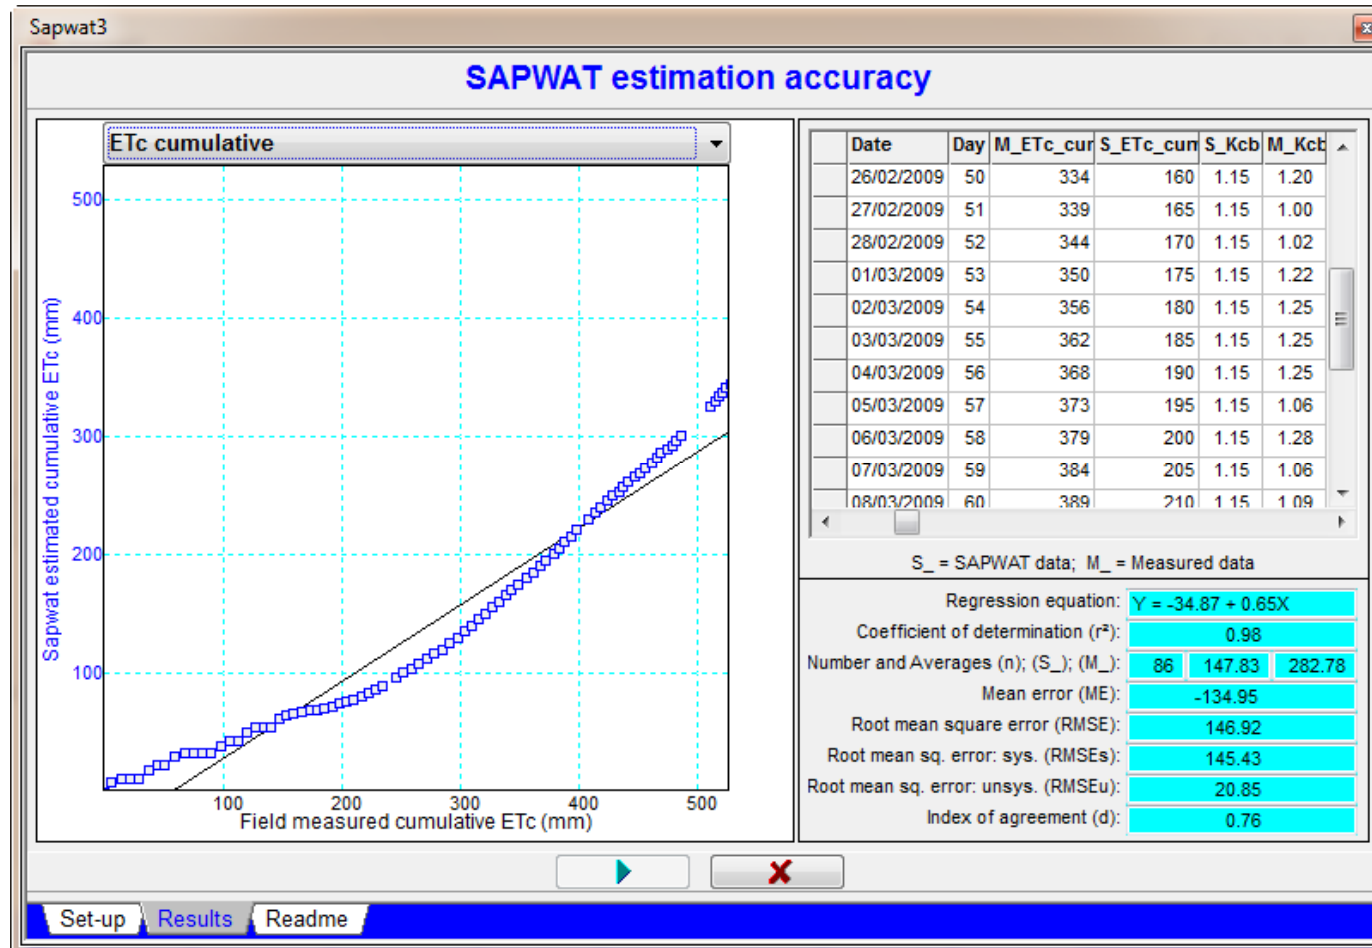 Sapwat3
SAPWAT estimation accuracy
ETc cumulative
500
400
300
200
100
Sapwat estimated cumulative ETc (mm)
100 200 300 400 500
Field measured cumulative ETc (mm)
Date Day M_ETc_cur S_ETc_cum S_Kcb M_Kcb
26/02/2009 50 334 160 1.15 1.20
27/02/2009 51 339 165 1.15 1.00
28/02/2009 52 344 170 1.15 1.02
01/03/2009 53 350 175 1.15 1.22
02/03/2009 54 356 180 1.15 1.25
03/03/2009 55 362 185 1.15 1.25
04/03/2009 56 368 190 1.15 1.25
05/03/2009 57 373 195 1.15 1.06
06/03/2009 58 379 200 1.15 1.28
07/03/2009 59 384 205 1.15 1.06
08/03/2009 60 389 210 1.15 1.09
S_ = SAPWAT data; M_ = Measured data
Regression equation: Y = -34.87 + 0.65X
Coefficient of determination (r²): 0.98
Number and Averages (n); (S_); (M_): 86 147.83 282.78
Mean error (ME): -134.95
Root mean square error (RMSE): 146.92
Root mean sq. error: sys. (RMSEs): 145.43
Root mean sq. error: unsys. (RMSEu): 20.85
Index of agreement (d): 0.76
Set-up Results Readme